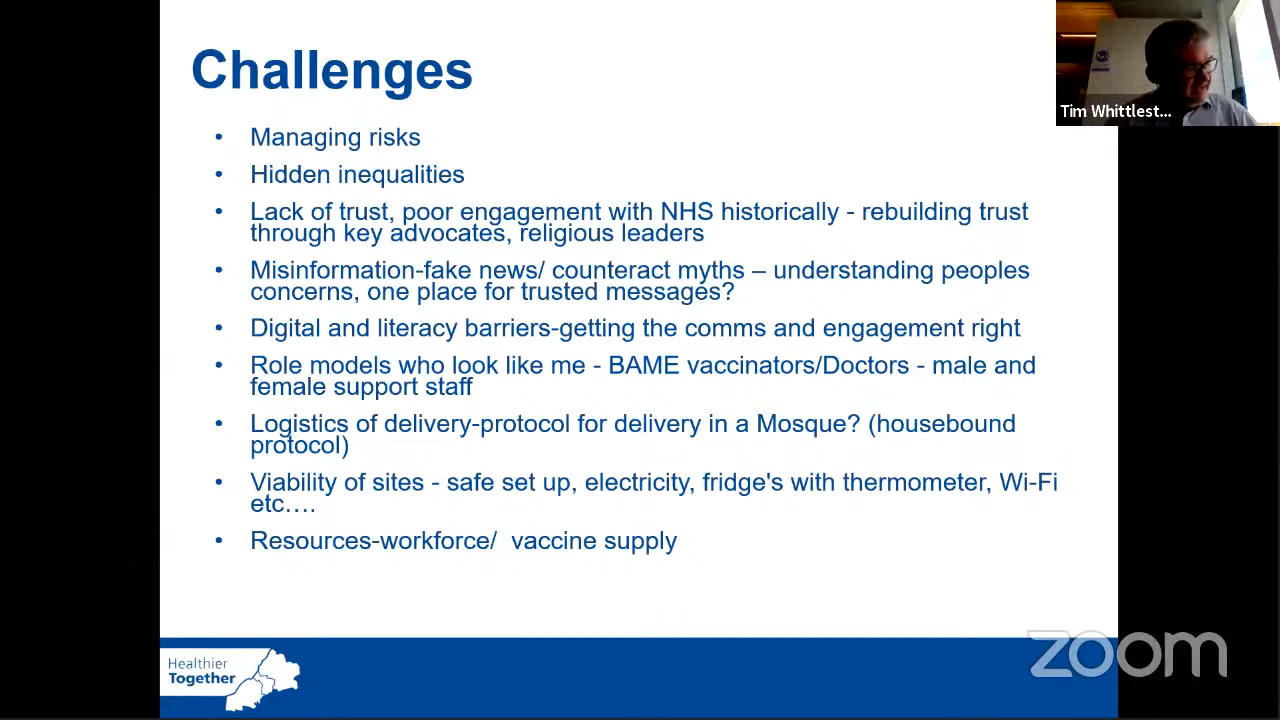 Challenges
Tim Whittlest...
• Managing risks
• Hidden inequalities
• Lack of trust, poor engagement with NHS historically - rebuilding trust
through key advocates, religious leaders
• Misinformation-fake news/ counteract myths – understanding peoples
concerns, one place for trusted messages?
• Digital and literacy barriers-getting the comms and engagement right
• Role models who look like me - BAME vaccinators/Doctors - male and
female support staff
• Logistics of delivery-protocol for delivery in a Mosque? (housebound
protocol)
• Viability of sites - safe set up, electricity, fridge's with thermometer, Wi-Fi
etc….
• Resources-workforce/  vaccine supply
Healthier
Together
zoom